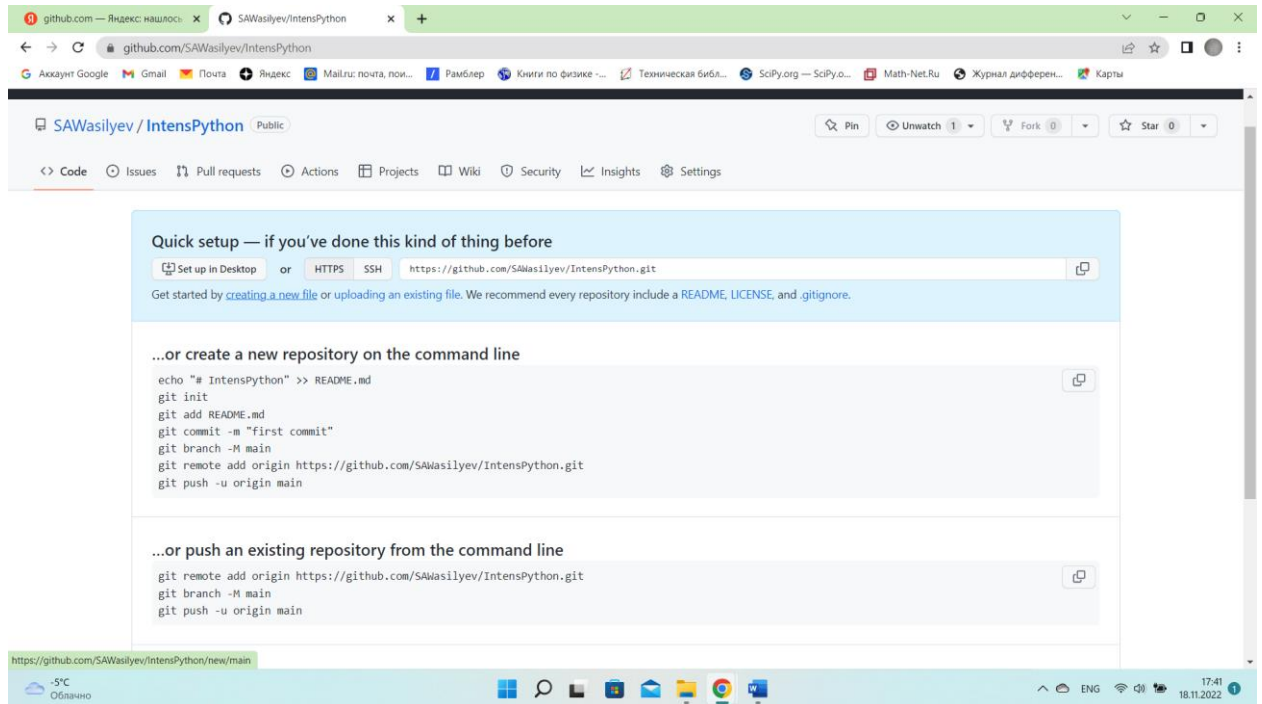 github.com — Яндекс: нашлось
SAWasilyev/IntensPython
github.com/SAWasilyev/IntensPython
Аккаунт Google Gmail Почта Яндекс Mail.ru: почта, пои... Рамблер Книги по физике -... Техническая библ... SciPy.org — SciPy.o... Math-Net.Ru Журнал дифферен... Карты
SAWasilyev / IntensPython Public
Pin Unwatch 1 Fork 0 Star 0
Code Issues Pull requests Actions Projects Wiki Security Insights Settings
Quick setup — if you've done this kind of thing before
Set up in Desktop or HTTPS SSH https://github.com/SAWasilyev/IntensPython.git
Get started by creating a new file or uploading an existing file. We recommend every repository include a README, LICENSE, and .gitignore.
...or create a new repository on the command line
echo "# IntensPython" >> README.md
git init
git add README.md
git commit -m "first commit"
git branch -M main
git remote add origin https://github.com/SAWasilyev/IntensPython.git
git push -u origin main
...or push an existing repository from the command line
git remote add origin https://github.com/SAWasilyev/IntensPython.git
git branch -M main
git push -u origin main
https://github.com/SAWasilyev/IntensPython/new/main
-5°C
Облачно
ENG
17:41
18.11.2022
1